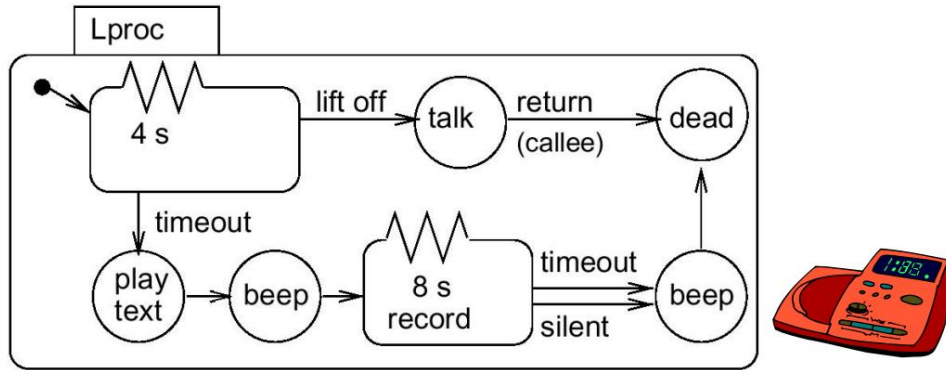 Lproc
4 s
lift off
talk
return
(callee)
dead
timeout
play
text
beep
8 s
record
timeout
silent
beep